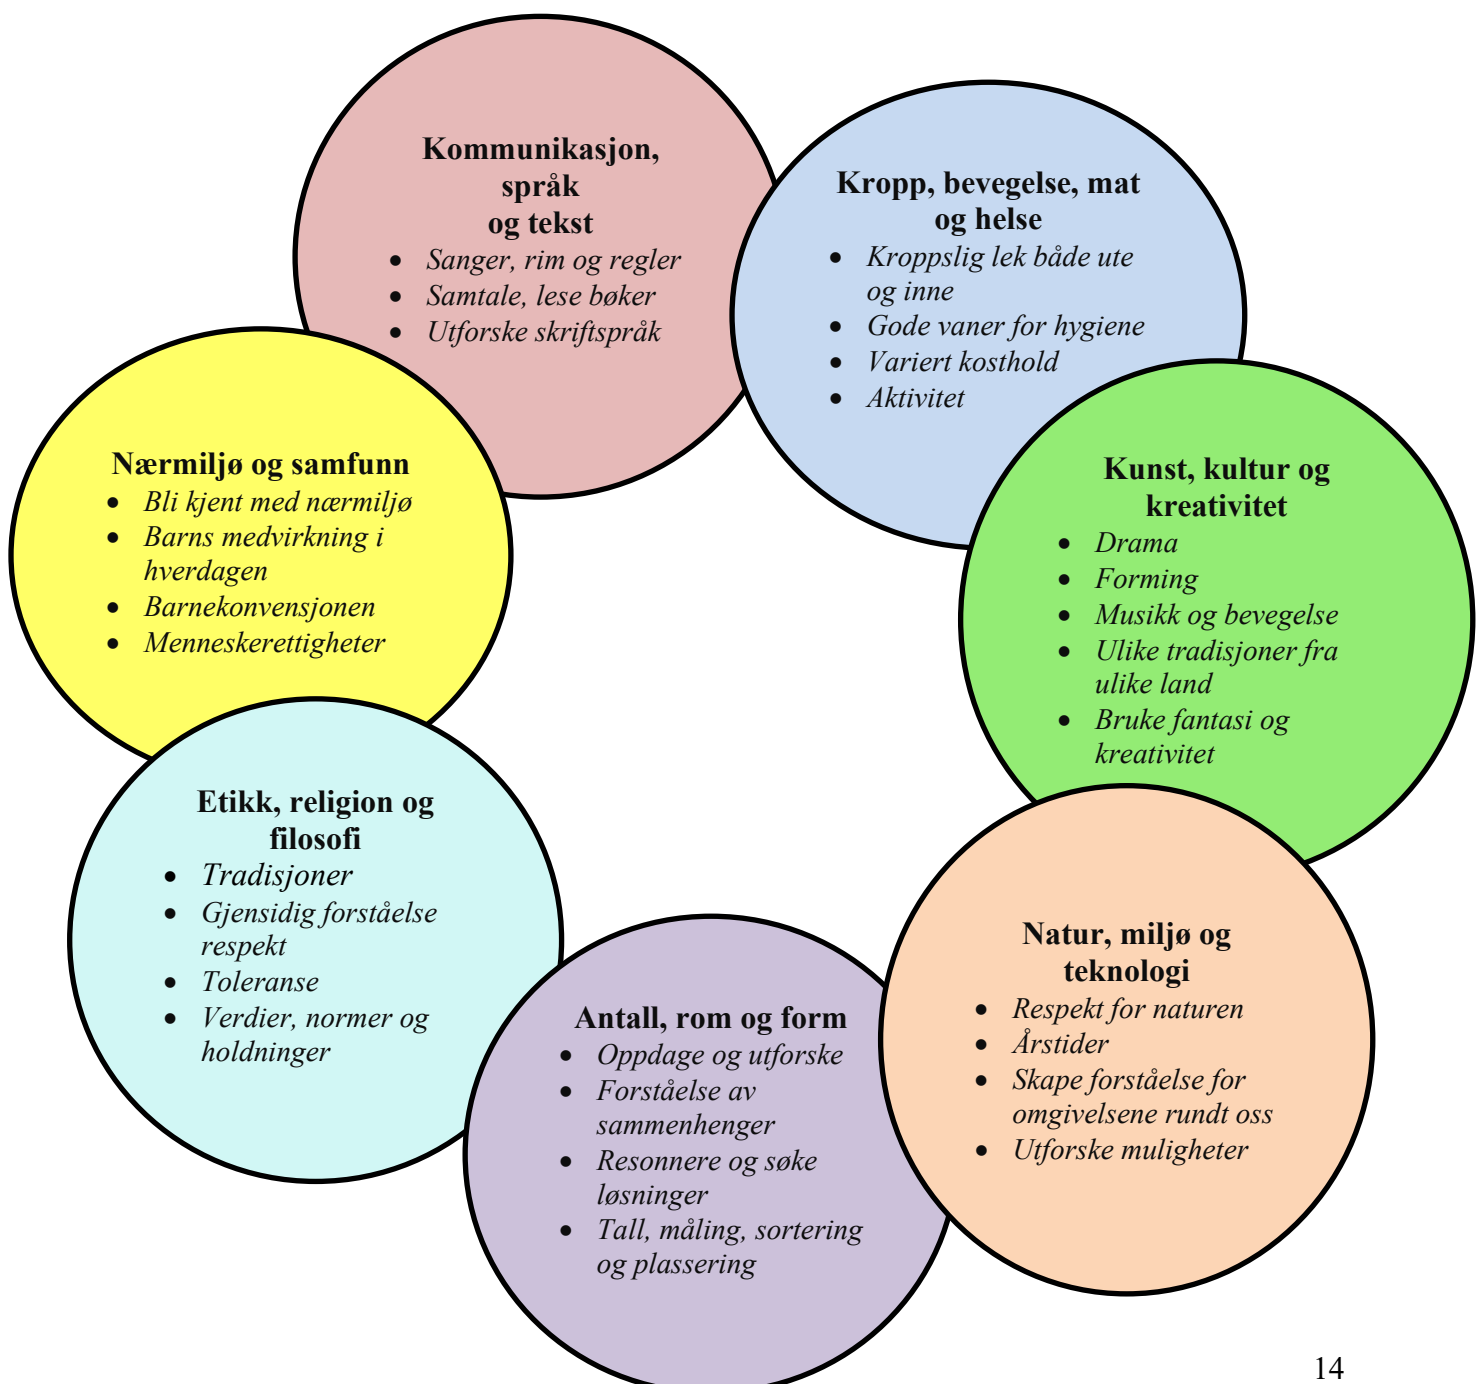 Kommunikasjon,
språk
og tekst
• Sanger, rim og regler
• Samtale, lese bøker
• Utforske skriftspråk
Kropp, bevegelse, mat
og helse
• Kroppslig lek både ute
og inne
• Gode vaner for hygiene
• Variert kosthold
• Aktivitet
Kunst, kultur og
kreativitet
• Drama
• Forming
• Musikk og bevegelse
• Ulike tradisjoner fra
ulike land
• Bruke fantasi og
kreativitet
Natur, miljø og
teknologi
• Respekt for naturen
• Årstider
• Skape forståelse for
omgivelsene rundt oss
• Utforske muligheter
Antall, rom og form
• Oppdage og utforske
• Forståelse av
sammenhenger
• Resonnere og søke
løsninger
• Tall, måling, sortering
og plassering
Etikk, religion og
filosofi
• Tradisjoner
• Gjensidig forståelse
respekt
• Toleranse
• Verdier, normer og
holdninger
Nærmiljø og samfunn
• Bli kjent med nærmiljø
• Barns medvirkning i
hverdagen
• Barnekonvensjonen
• Menneskerettigheter
14